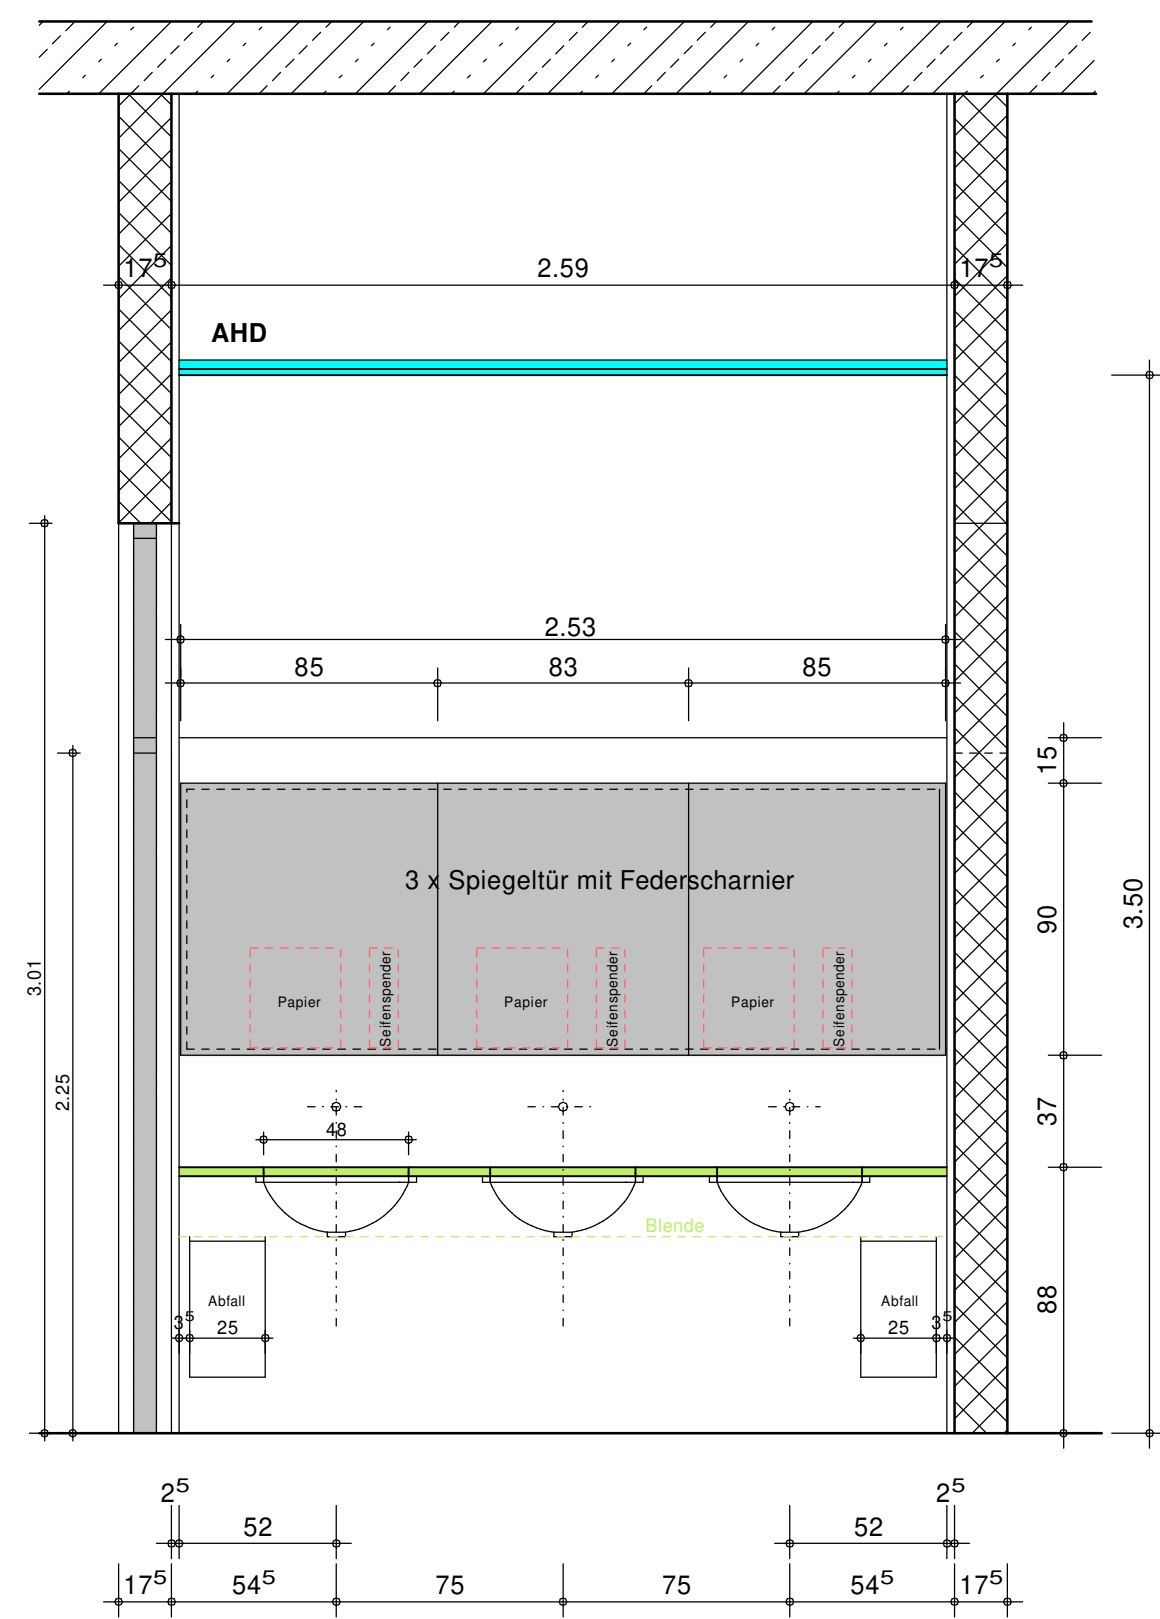 17⁵ 2.59 17⁵
AHD
2.53
85 83 85
15
3 x Spiegeltür mit Federscharnier
90
3.50
3.01
Papier Seifenspender Papier Seifenspender Papier Seifenspender
2.25
37
48
Blende
Abfall Abfall
88
3⁵ 25 25 3⁵
2⁵ 2⁵
52 52
17⁵ 54⁵ 75 75 54⁵ 17⁵